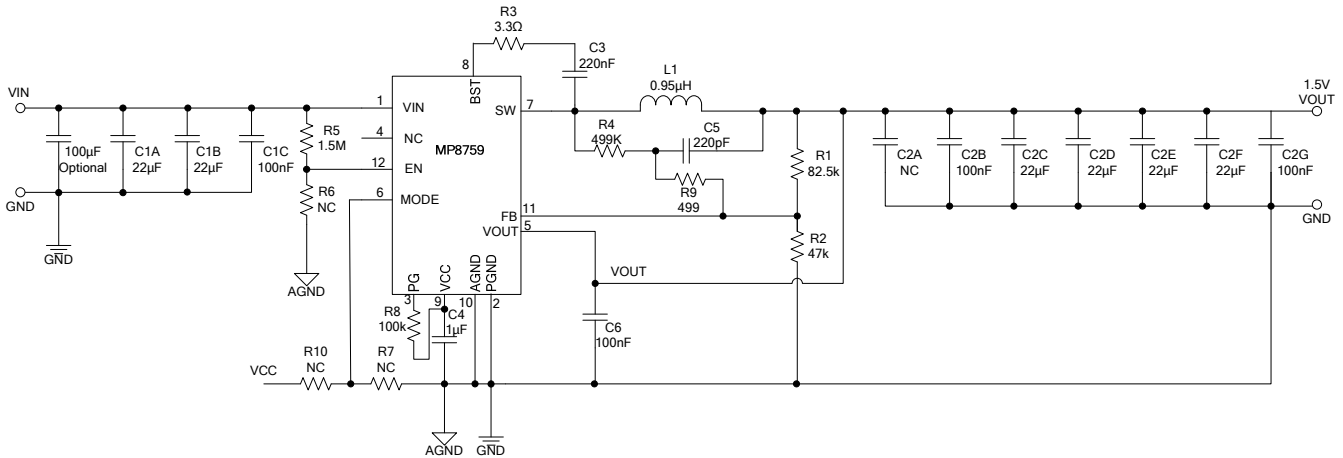 R3
3.3Ω
C3
220nF
8
BST
L1
0.95µH
VIN
1
VIN
SW
7
1.5V
VOUT
100µF
Optional
C1A
22µF
C1B
22µF
C1C
100nF
R5
1.5M
4
NC
MP8759
R4
499K
C5
220pF
R1
82.5k
C2A
NC
C2B
100nF
C2C
22µF
C2D
22µF
C2E
22µF
C2F
22µF
C2G
100nF
12
EN
R9
499
GND
R6
NC
6
MODE
FB
11
VOUT
5
GND
R2
47k
GND
AGND
PG
VCC
AGND
PGND
3
9
10
2
VOUT
R8
100k
C4
1µF
C6
100nF
VCC
R10
NC
R7
NC
AGND
GND